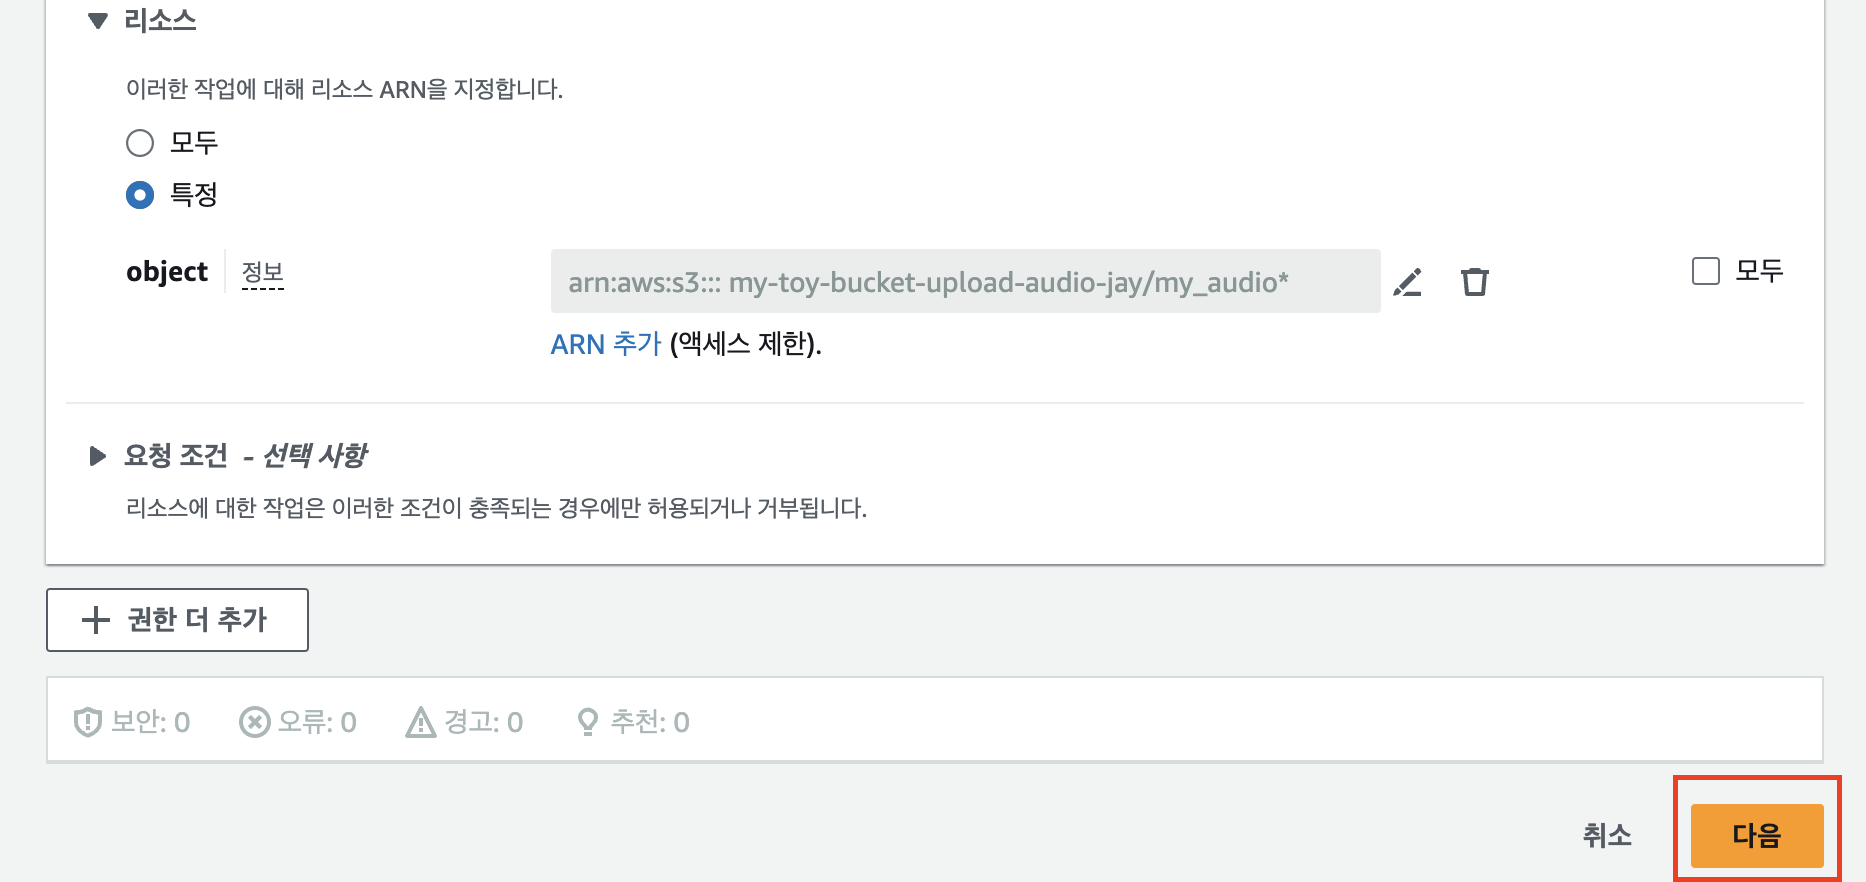 리소스
이러한 작업에 대해 리소스 ARN을 지정합니다.
모두
특정
object 정보 arn:aws:s3::: my-toy-bucket-upload-audio-jay/my_audio* 모두
ARN 추가 (액세스 제한).
요청 조건 - 선택 사항
리소스에 대한 작업은 이러한 조건이 충족되는 경우에만 허용되거나 거부됩니다.
권한 더 추가
보안: 0 오류: 0 경고: 0 추천: 0
취소 다음